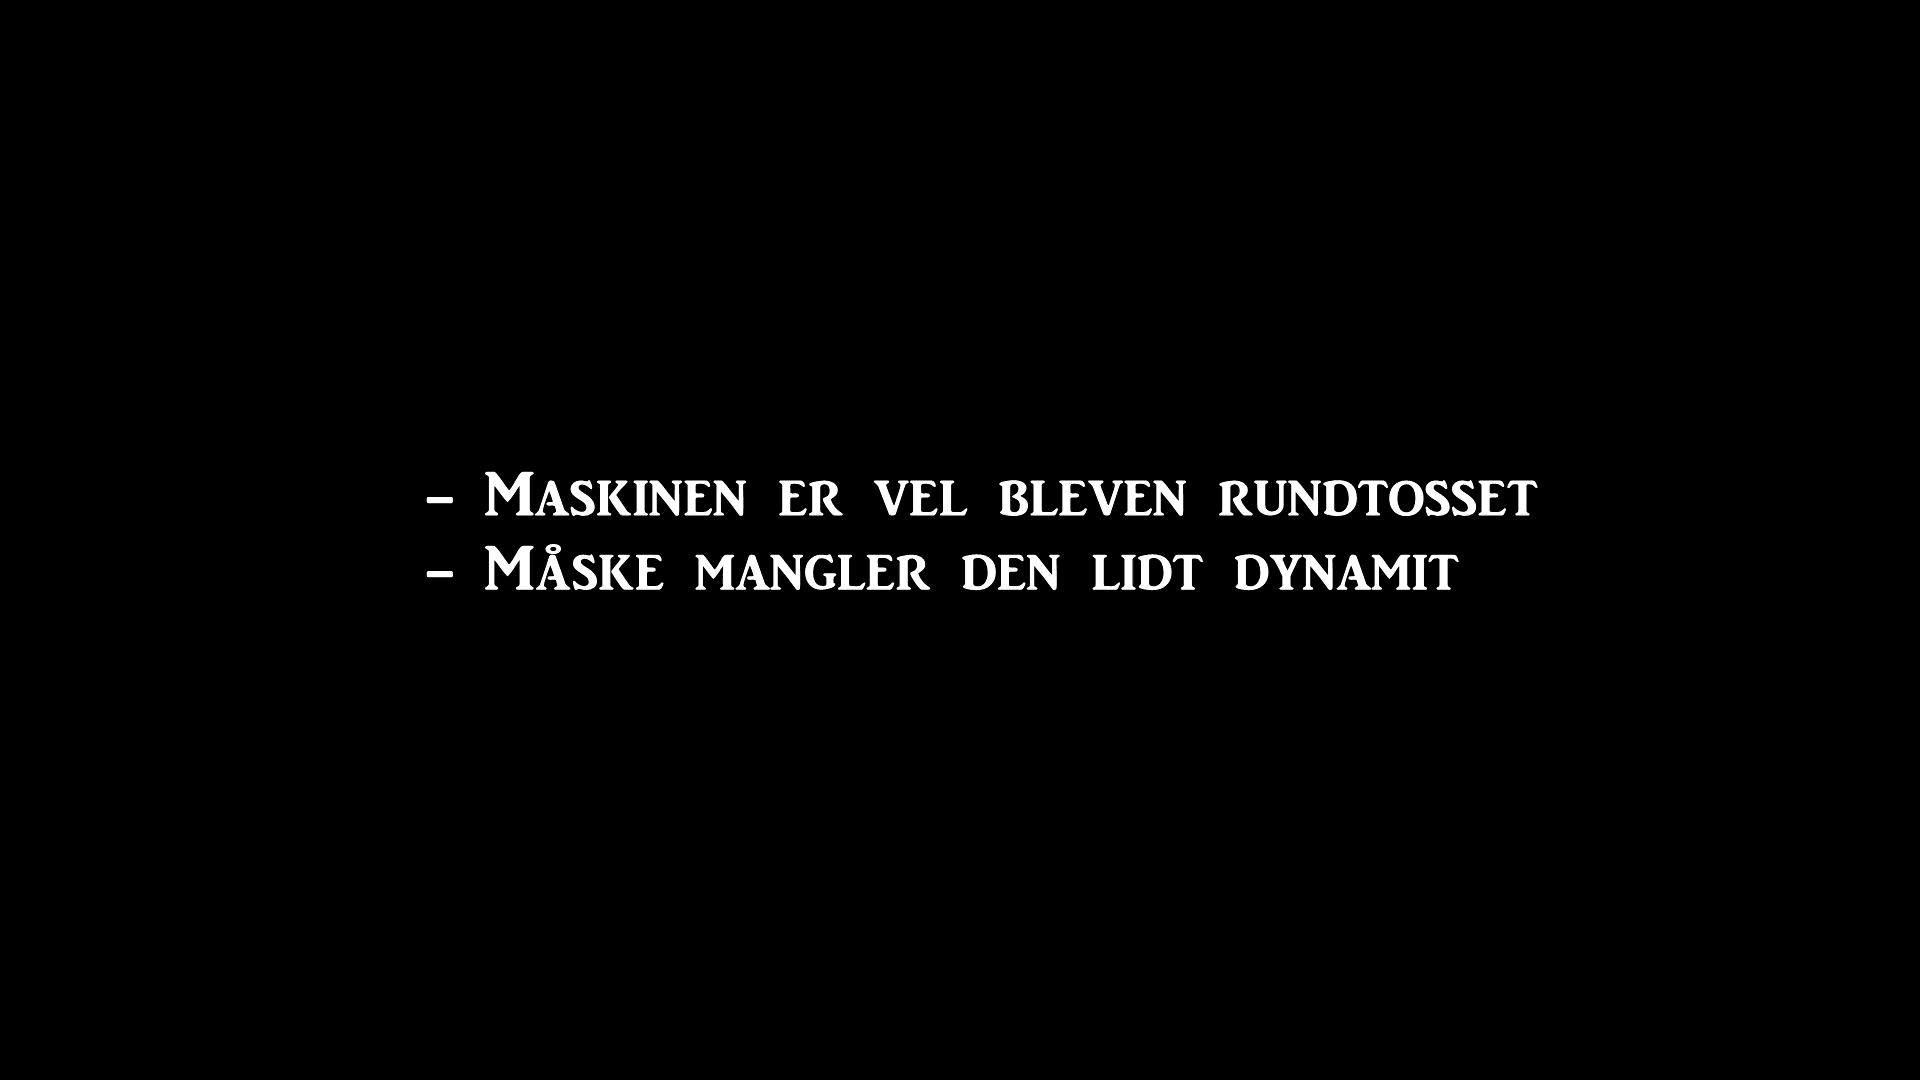 - Maskinen er vel bleven rundtosset
- Måske mangler den lidt dynamit